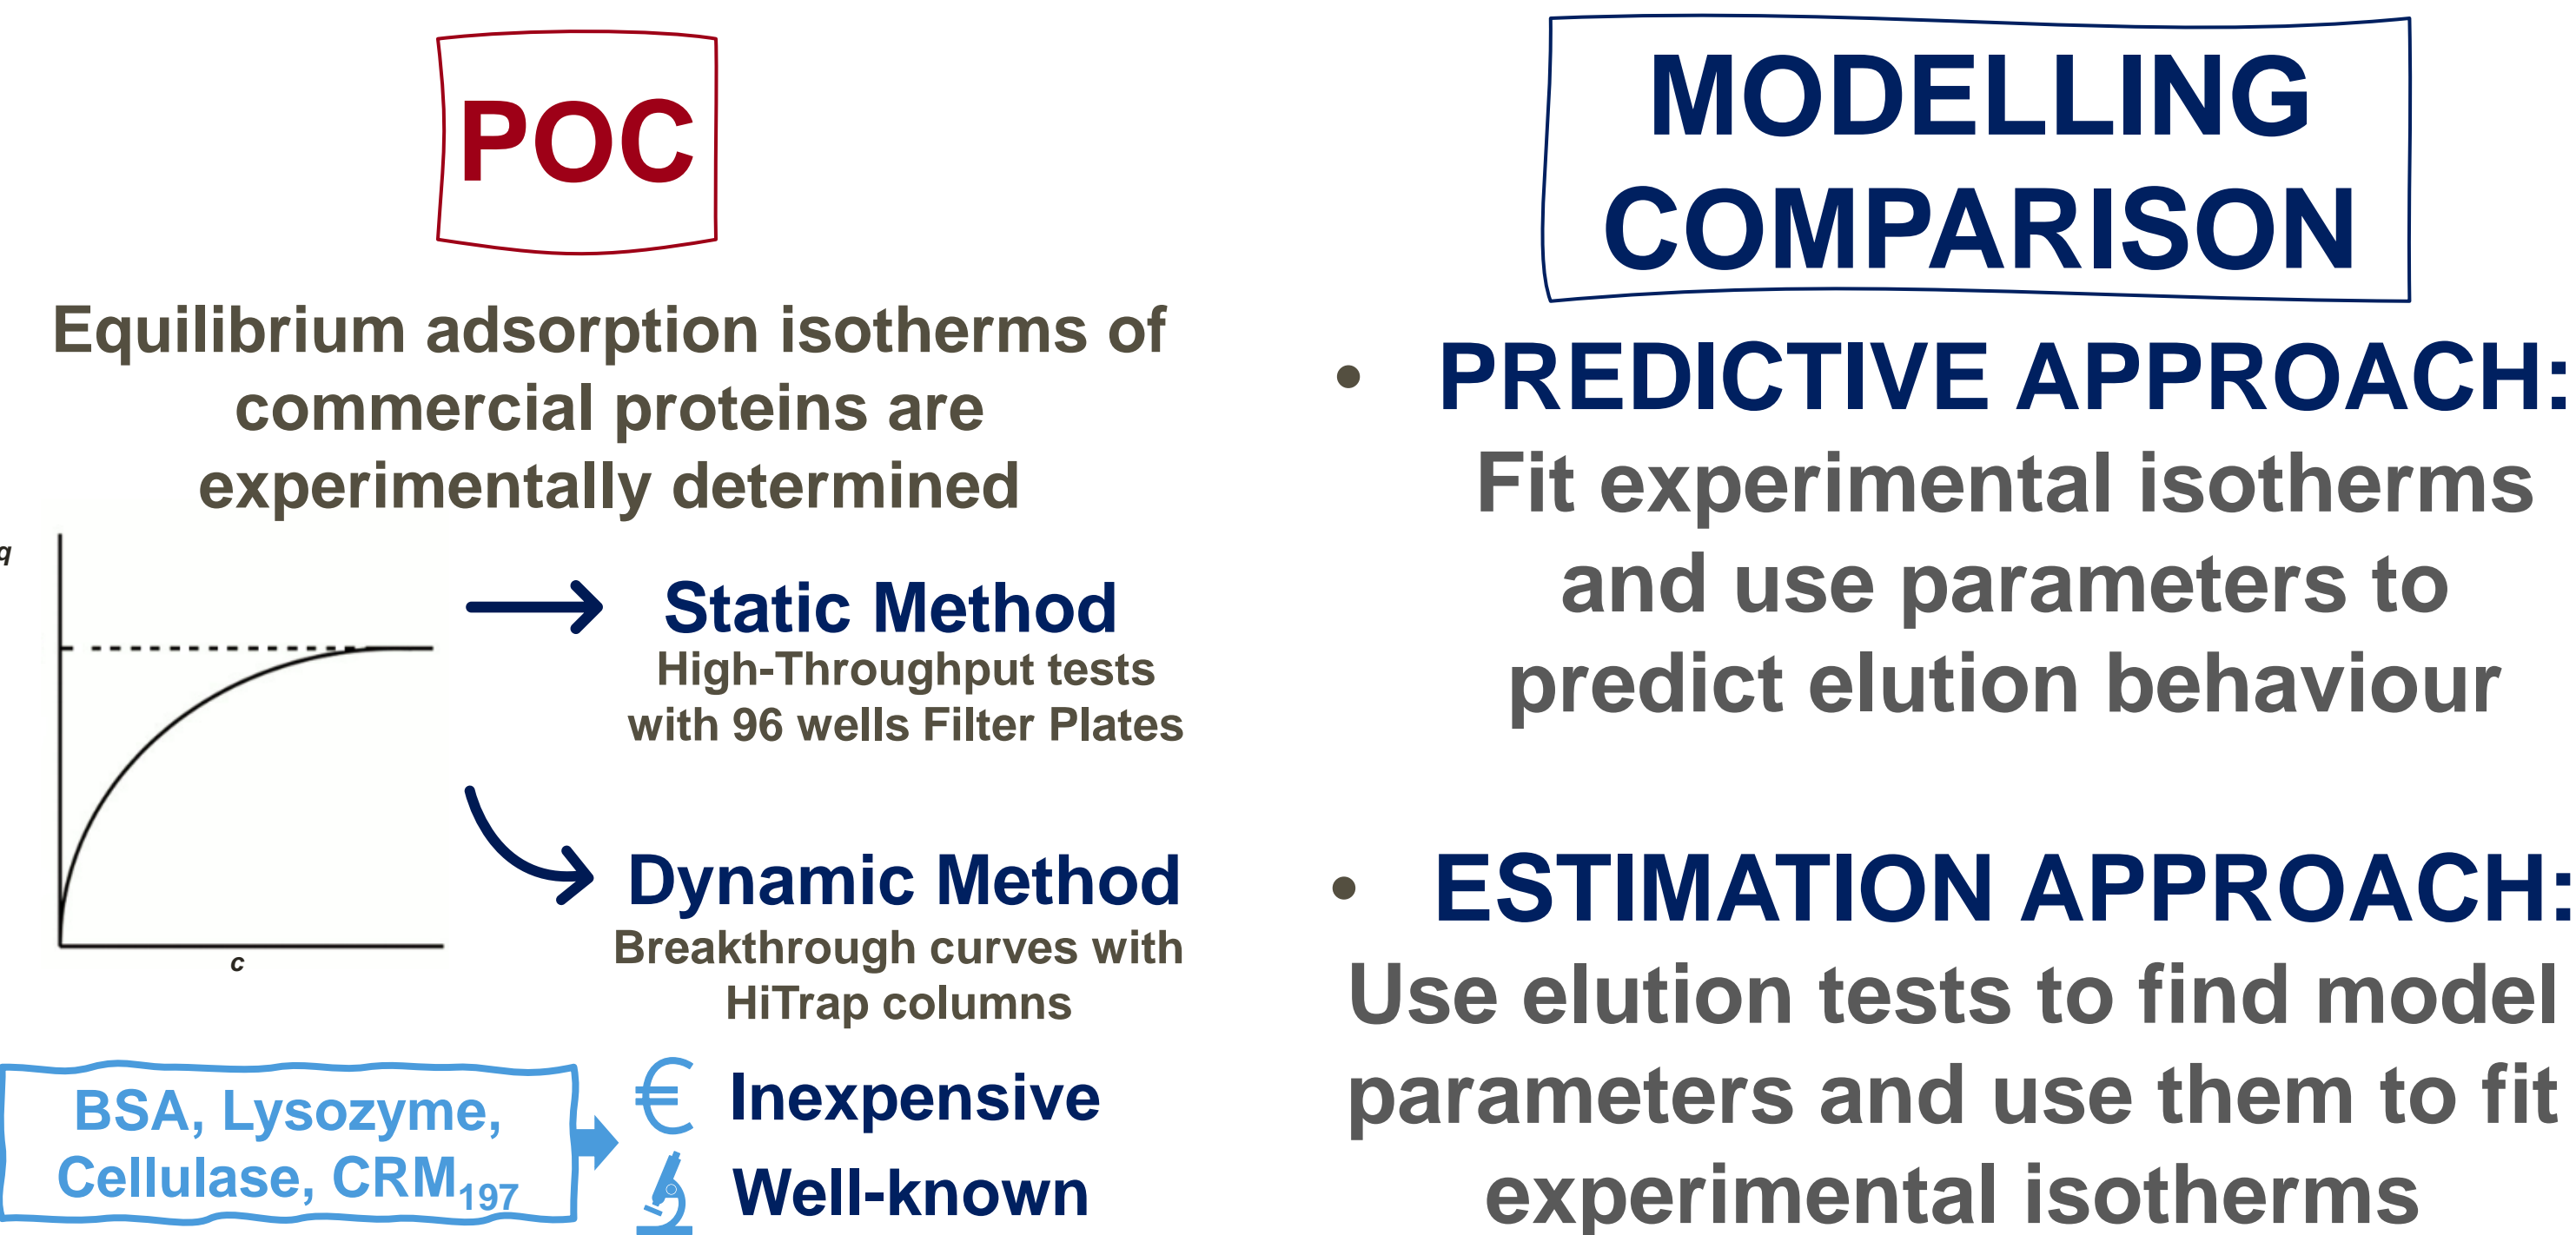 POC
Equilibrium adsorption isotherms of
commercial proteins are
experimentally determined
q
c
Static Method
High-Throughput tests
with 96 wells Filter Plates
Dynamic Method
Breakthrough curves with
HiTrap columns
BSA, Lysozyme,
Cellulase, CRM197
€ Inexpensive
Well-known
MODELLING
COMPARISON
• PREDICTIVE APPROACH:
Fit experimental isotherms
and use parameters to
predict elution behaviour
• ESTIMATION APPROACH:
Use elution tests to find model
parameters and use them to fit
experimental isotherms